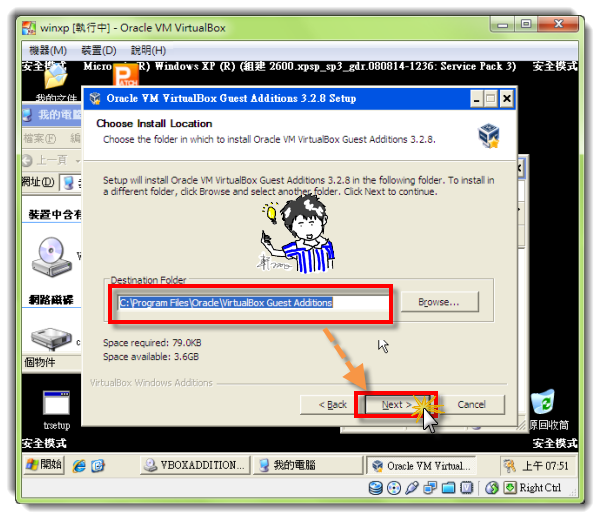 winxp [執行中] - Oracle VM VirtualBox
機器(M) 裝置(D) 說明(H)
安全模式 Micro (R) Windows XP (R) (組建 2600.xpsp_sp3_gdr.080814-1236: Service Pack 3) 安全模式
PATCH
我的文件
Oracle VM VirtualBox Guest Additions 3.2.8 Setup
我的電腦
檔案(F) 編
上一頁
網址(D)
Choose Install Location
Choose the folder in which to install Oracle VM VirtualBox Guest Additions 3.2.8.
Setup will install Oracle VM VirtualBox Guest Additions 3.2.8 in the following folder. To install in
a different folder, click Browse and select another folder. Click Next to continue.
裝置中含有
Destination Folder
C:\Program Files\Oracle\VirtualBox Guest Additions
Browse...
網路磁碟
Space required: 79.0KB
Space available: 3.6GB
個物件
VirtualBox Windows Additions
< Back Next > Cancel
trsetup
資源回收筒
安全模式 安全模式
開始 VBOXADDITION... 我的電腦 Oracle VM Virtual... 上午 07:51
Right Ctrl